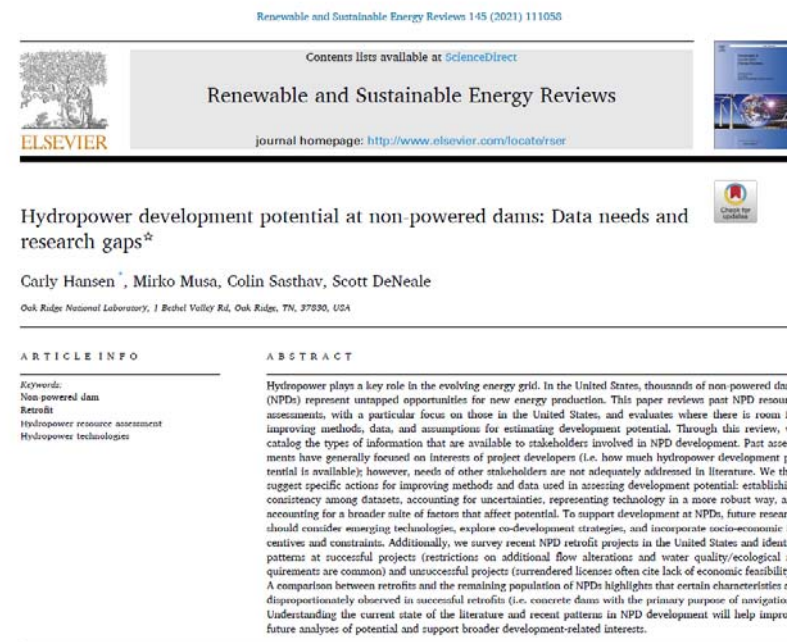 Renewable and Sustainable Energy Reviews 145 (2021) 111058
Contents lists available at ScienceDirect
Renewable and Sustainable Energy Reviews
ELSEVIER
journal homepage: http://www.elsevier.com/locate/rser
Check for
updates
Hydropower development potential at non-powered dams: Data needs and
research gaps☆
Carly Hansen *, Mirko Musa, Colin Sasthav, Scott DeNeale
Oak Ridge National Laboratory, 1 Bethel Valley Rd, Oak Ridge, TN, 37830, USA
ARTICLE INFO
Keywords:
Non-powered dam
Retrofit
Hydropower resource assessment
Hydropower technologies
ABSTRACT
Hydropower plays a key role in the evolving energy grid. In the United States, thousands of non-powered da
(NPDs) represent untapped opportunities for new energy production. This paper reviews past NPD resour
assessments, with a particular focus on those in the United States, and evaluates where there is room
improving methods, data, and assumptions for estimating development potential. Through this review,
catalog the types of information that are available to stakeholders involved in NPD development. Past asse
ments have generally focused on interests of project developers (i.e. how much hydropower development p
tential is available); however, needs of other stakeholders are not adequately addressed in literature. We th
suggest specific actions for improving methods and data used in assessing development potential: establishi
consistency among datasets, accounting for uncertainties, representing technology in a more robust way, a
accounting for a broader suite of factors that affect potential. To support development at NPDs, future resear
should consider emerging technologies, explore co-development strategies, and incorporate socio-economic
centives and constraints. Additionally, we survey recent NPD retrofit projects in the United States and ident
patterns at successful projects (restrictions on additional flow alterations and water quality/ecological
quirements are common) and unsuccessful projects (surrendered licenses often cite lack of economic feasibility
A comparison between retrofits and the remaining population of NPDs highlights that certain characteristics a
disproportionately observed in successful retrofits (i.e. concrete dams with the primary purpose of navigatio
Understanding the current state of the literature and recent patterns in NPD development will help impro
future analyses of potential and support broader development-related interests.